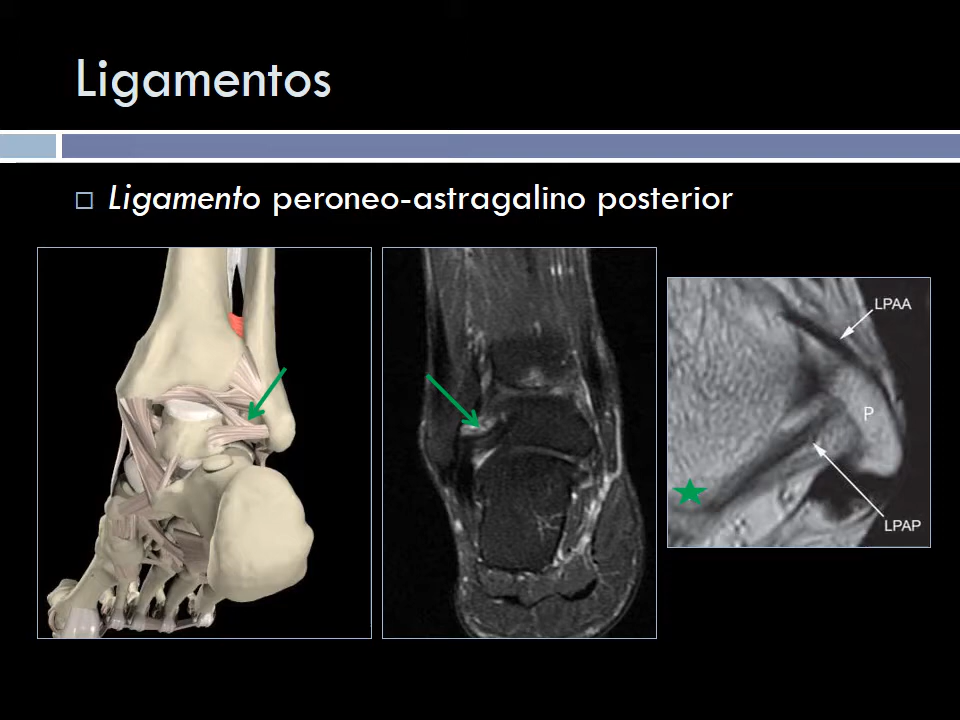 Ligamentos
Ligamento peroneo-astragalino posterior
LPAA
P
LPAP